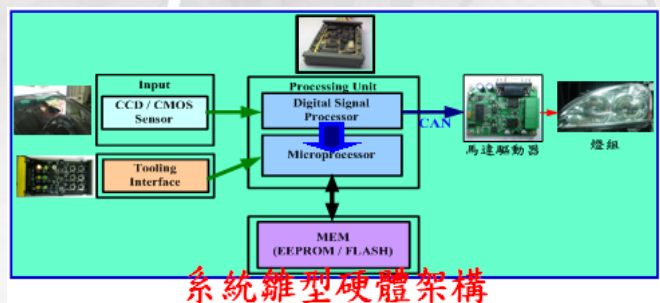 Input
CCD / CMOS
Sensor
Tooling
Interface
Processing Unit
Digital Signal
Processor
Microprocessor
MEM
(EEPROM / FLASH)
CAN
馬達驅動器
燈組
系統雛型硬體架構